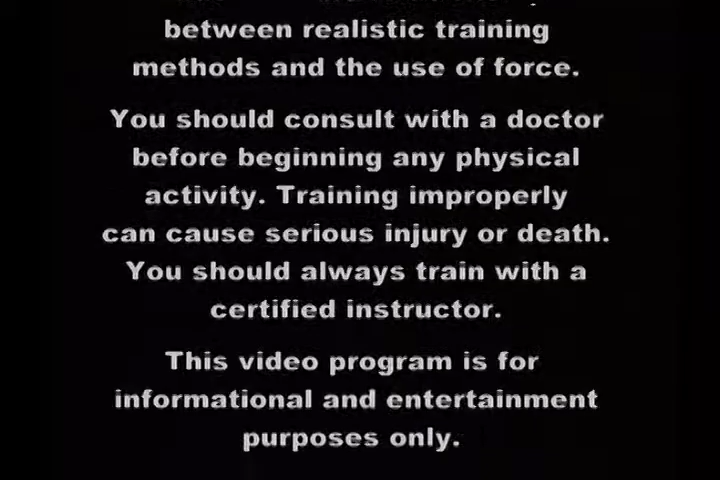 between realistic training
methods and the use of force.
You should consult with a doctor
before beginning any physical
activity. Training improperly
can cause serious injury or death.
You should always train with a
certified instructor.
This video program is for
informational and entertainment
purposes only.